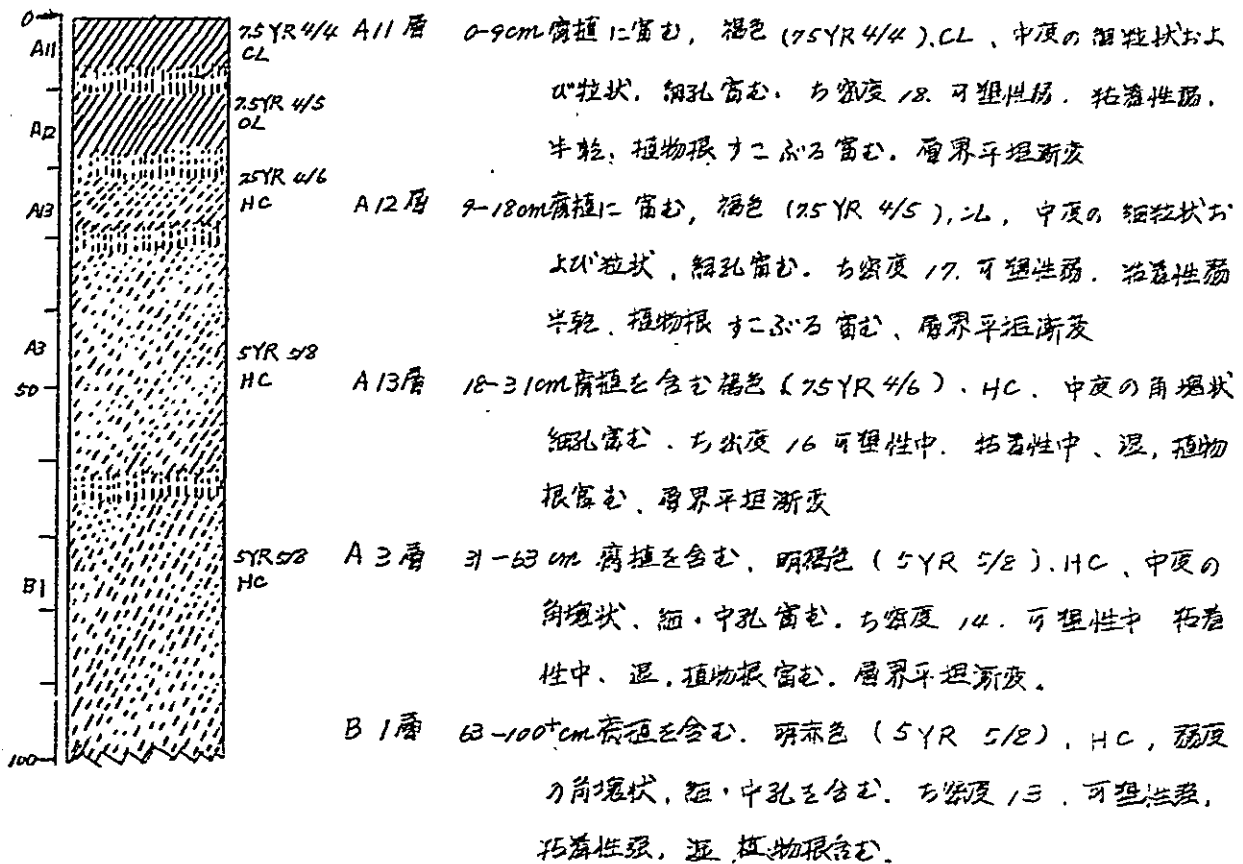 0
A11
A12
A13
A3
50
B1
100
7.5YR 4/4
CL
7.5YR 4/5
CL
7.5YR 4/6
HC
5YR 5/8
HC
5YR 5/8
HC
A11層 0-9cm腐植に富む, 褐色 (7.5YR 4/4).CL、中度の細粒状およ
び粒状. 細孔富む. ち密度 18. 可塑性弱. 粘着性弱.
半乾. 植物根すこぶる富む. 層界平坦漸変
A12層 9-18cm腐植に富む, 褐色 (7.5YR 4/5), CL, 中度の細粒状お
よび粒状, 細孔富む. ち密度 17. 可塑性弱. 粘着性弱
半乾. 植物根すこぶる富む、層界平坦漸変
A13層 18-31cm腐植を含む褐色 (7.5YR 4/6). HC. 中度の角塊状
細孔富む. ち密度 16 可塑性中. 粘着性中、湿, 植物
根富む、層界平坦漸変
A3層 31-63cm 腐植を含む、明褐色 (5YR 5/8). HC、中度の
角塊状、細・中孔富む. ち密度 14. 可塑性中 粘着
性中、湿. 植物根富む. 層界平坦漸変.
B1層 63-100⁺cm腐植を含む. 明赤色 (5YR 5/8), HC, 弱度
の角塊状, 細・中孔を含む. ち密度 13. 可塑性強,
粘着性強, 湿 植物根含む.